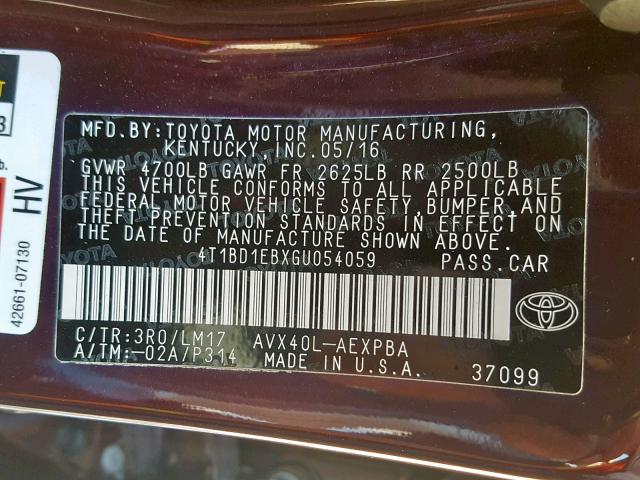 MFD.BY:TOYOTA MOTOR MANUFACTURING,
KENTUCKY, INC.05/16
GVWR 4700LB GAWR FR 2625LB RR 2500LB
THIS VEHICLE CONFORMS TO ALL APPLICABLE
FEDERAL MOTOR VEHICLE SAFETY, BUMPER, AND
THEFT PREVENTION STANDARDS IN EFFECT ON
THE DATE OF MANUFACTURE SHOWN ABOVE.
4T1BD1EBXGU054059 PASS.CAR
C/TR:3R0/LM17 AVX40L-AEXPBA
A/TM:-02A/P314 MADE IN U.S.A. 37099
TOYOTA
HV
42661-07130